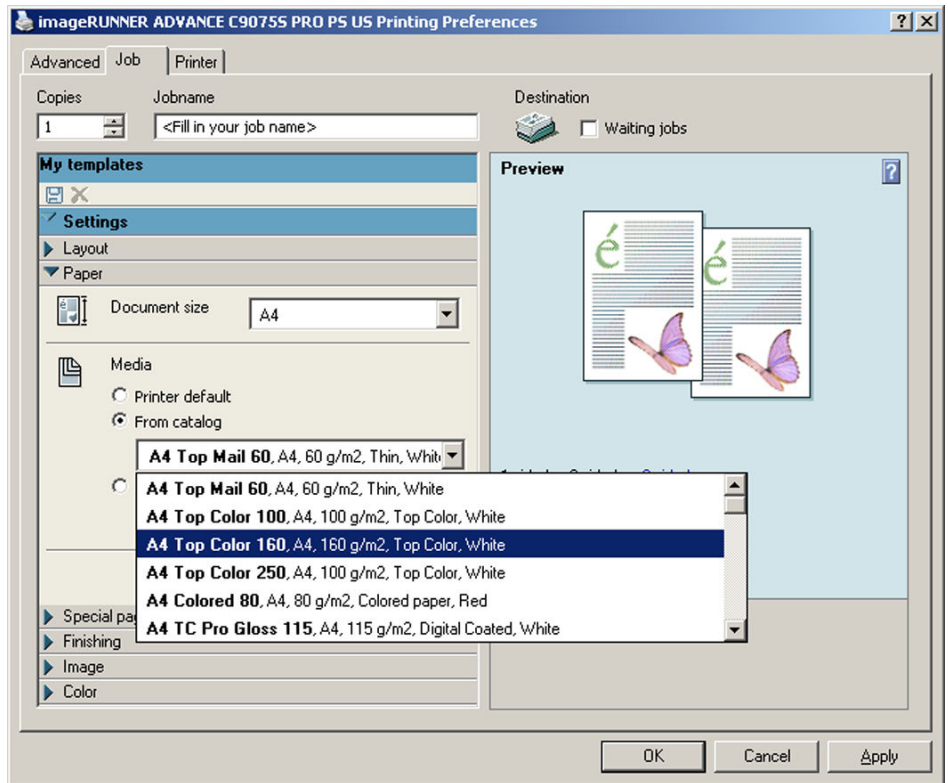 imageRUNNER ADVANCE C9075S PRO PS US Printing Preferences
Advanced Job Printer
Copies Jobname Destination
1 <Fill in your job name> Waiting jobs
My templates
Preview
Settings
Layout
Paper
Document size A4
Media
Printer default
From catalog
A4 Top Mail 60, A4, 60 g/m2, Thin, White
A4 Top Mail 60, A4, 60 g/m2, Thin, White
A4 Top Color 100, A4, 100 g/m2, Top Color, White
A4 Top Color 160, A4, 160 g/m2, Top Color, White
A4 Top Color 250, A4, 100 g/m2, Top Color, White
A4 Colored 80, A4, 80 g/m2, Colored paper, Red
A4 TC Pro Gloss 115, A4, 115 g/m2, Digital Coated, White
Special pa
Finishing
Image
Color
é
é
OK Cancel Apply